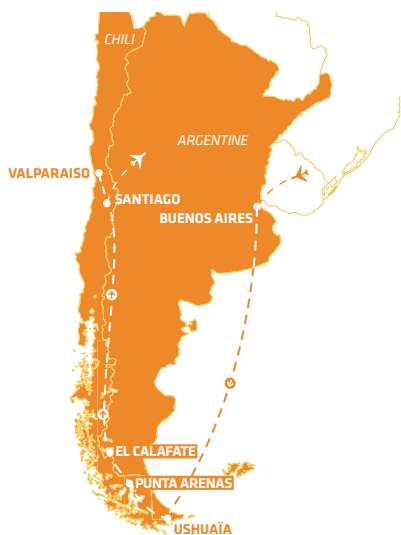 CHILI
ARGENTINE
VALPARAISO
SANTIAGO
BUENOS AIRES
EL CALAFATE
PUNTA ARENAS
USHUAÏA